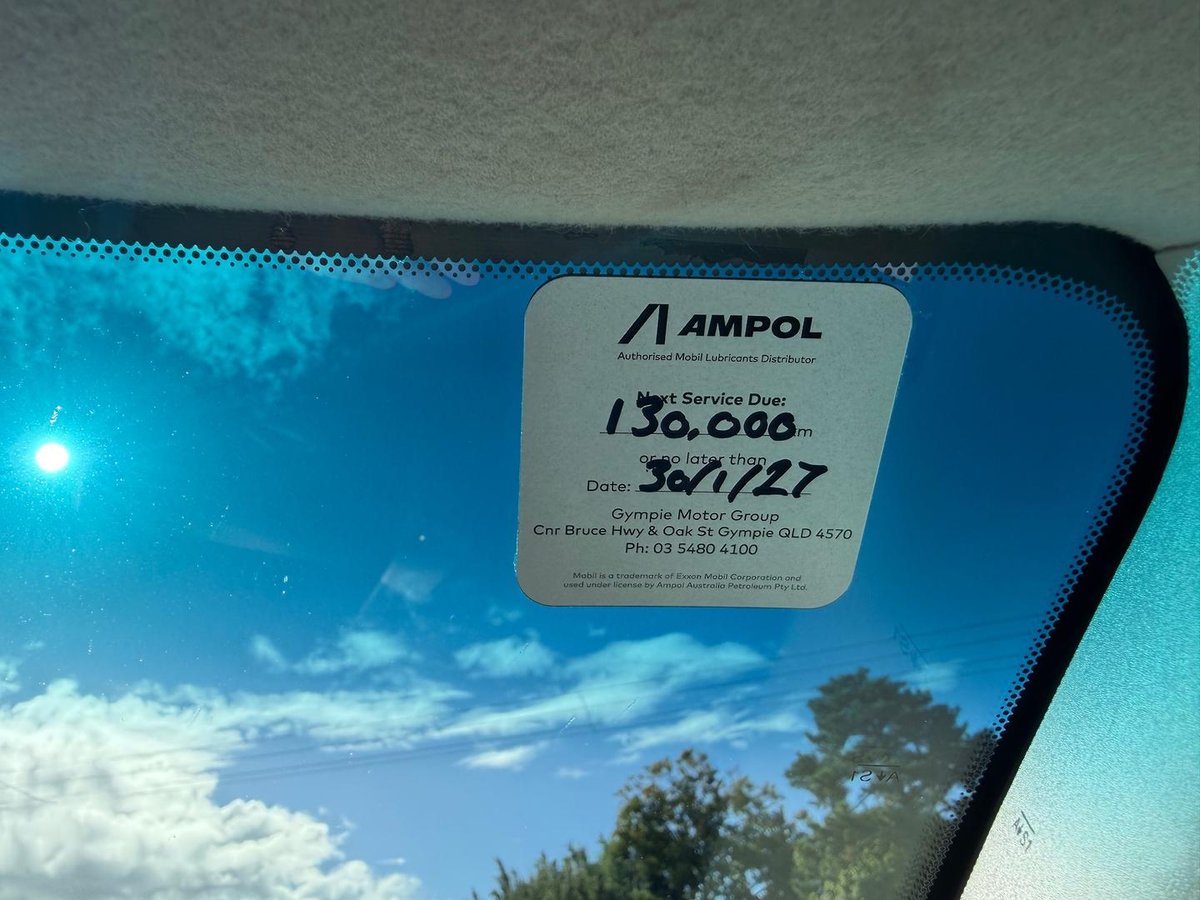 AMPOL
Authorised Mobil Lubricants Distributor
Next Service Due:
130,000 km
or no later than
Date: 30/1/27
Gympie Motor Group
Cnr Bruce Hwy & Oak St Gympie QLD 4570
Ph: 03 5480 4100
Mobil is a trademark of Exxon Mobil Corporation and
used under license by Ampol Australia Petroleum Pty Ltd.
AS1